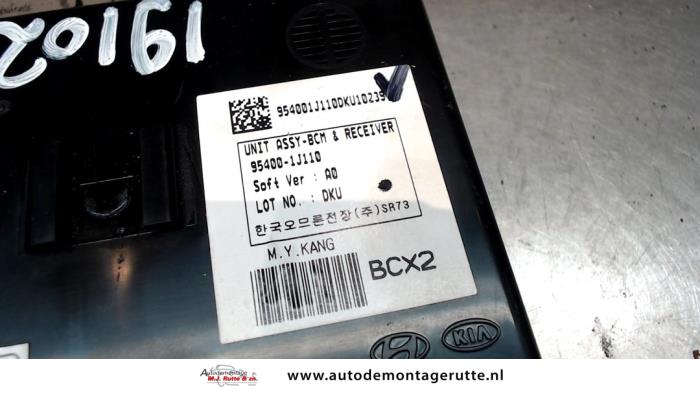 19102
954001J110DKU10239
UNIT ASSY-BCM & RECEIVER
95400-1J110
Soft Ver : A0
LOT NO. : DKU
한국오므론전장(주)SR73
M.Y.KANG
BCX2
KIA
Autodemontage
M.J. Rutte & zn.
www.autodemontagerutte.nl